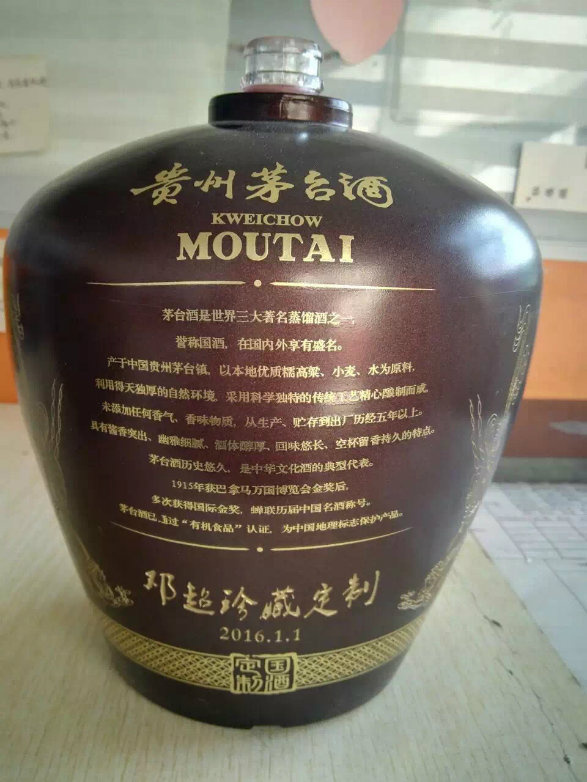 贵州茅台酒
KWEICHOW
MOUTAI
茅台酒是世界三大著名蒸馏酒之一,
誉称国酒, 在国内外享有盛名。
产于中国贵州茅台镇, 以本地优质糯高粱、小麦、水为原料,
利用得天独厚的自然环境, 采用科学独特的传统工艺精心酿制而成,
未添加任何香气、香味物质, 从生产、贮存到出厂历经五年以上。
具有酱香突出、幽雅细腻、酒体醇厚、回味悠长、空杯留香持久的特点。
茅台酒历史悠久, 是中华文化酒的典型代表。
1915年获巴拿马万国博览会金奖后,
多次获得国际金奖, 蝉联历届中国名酒称号。
茅台酒已通过“有机食品”认证, 为中国地理标志保护产品。
邓超珍藏定制
2016.1.1
定制国酒